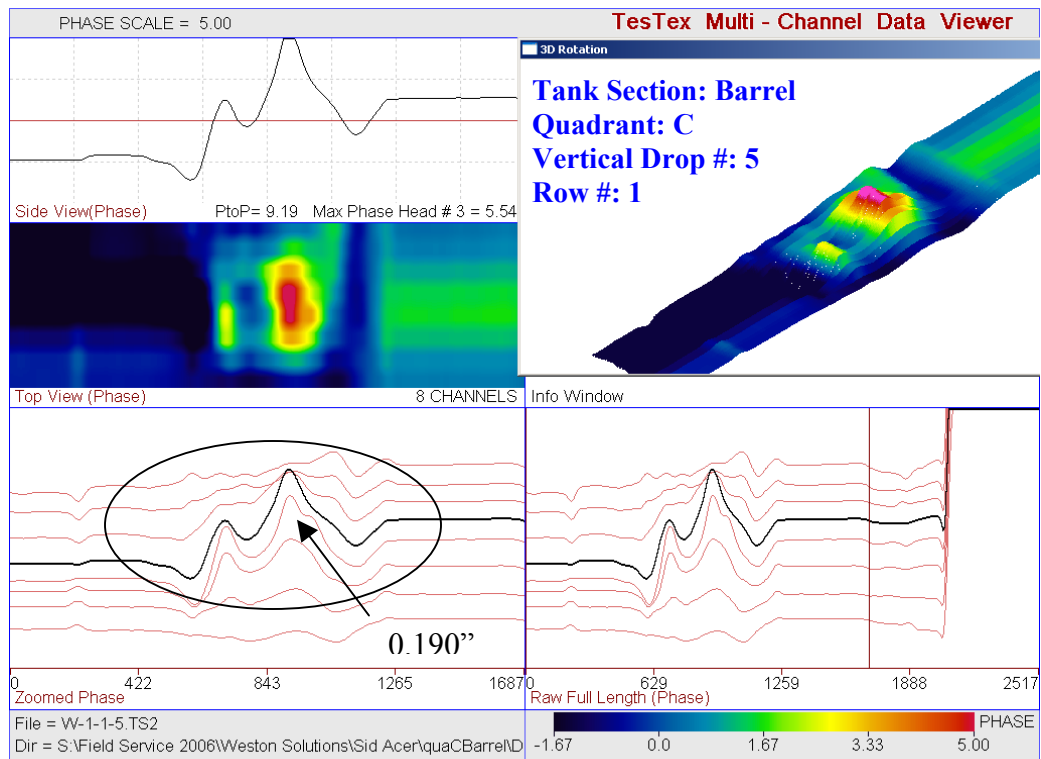 PHASE SCALE = 5.00
TesTex Multi - Channel Data Viewer
3D Rotation
Tank Section: Barrel
Quadrant: C
Vertical Drop #: 5
Row #: 1
Side View(Phase) PtoP= 9.19 Max Phase Head # 3 = 5.54
Top View (Phase) 8 CHANNELS
Info Window
0.190”
0 422 843 1265 1687
Zoomed Phase
0 629 1259 1888 2517
Raw Full Length (Phase)
File = W-1-1-5.TS2
Dir = S:\Field Service 2006\Weston Solutions\Sid Acer\quaCBarrel\D
PHASE
-1.67 0.0 1.67 3.33 5.00